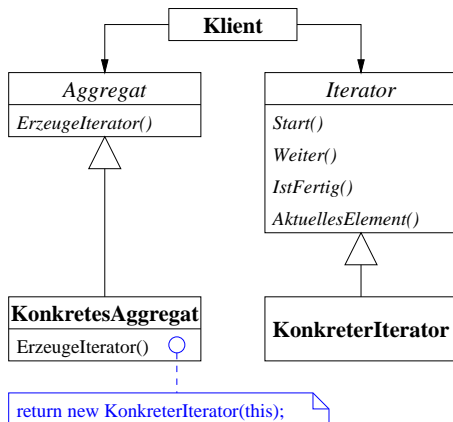 Klient
Aggregat
ErzeugeIterator()
Iterator
Start()
Weiter()
IstFertig()
AktuellesElement()
KonkretesAggregat
ErzeugeIterator()
KonkreterIterator
return new KonkreterIterator(this);